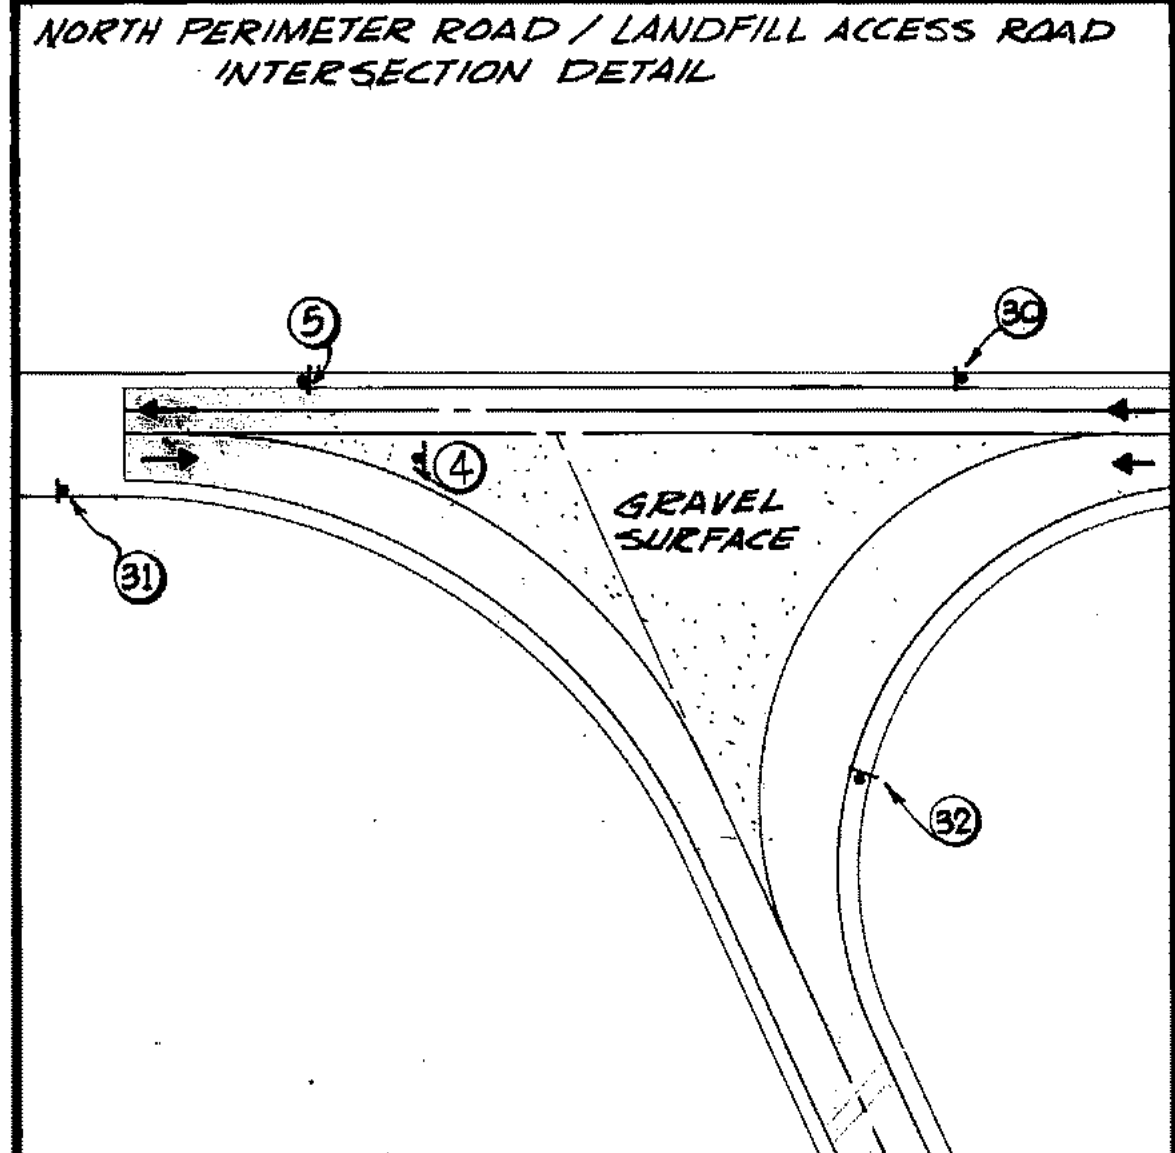 NORTH PERIMETER ROAD / LANDFILL ACCESS ROAD
INTERSECTION DETAIL
5
30
4
GRAVEL
SURFACE
31
32